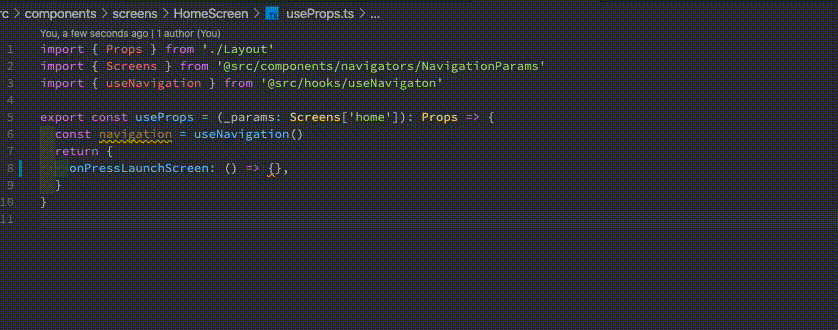 rc > components > screens > HomeScreen > TS useProps.ts > ...
You, a few seconds ago | 1 author (You)
1 import { Props } from './Layout'
2 import { Screens } from '@src/components/navigators/NavigationParams'
3 import { useNavigation } from '@src/hooks/useNavigaton'
4
5 export const useProps = (_params: Screens['home']): Props => {
6 const navigation = useNavigation()
7 return {
8 onPressLaunchScreen: () => {},
9 }
10 }
11